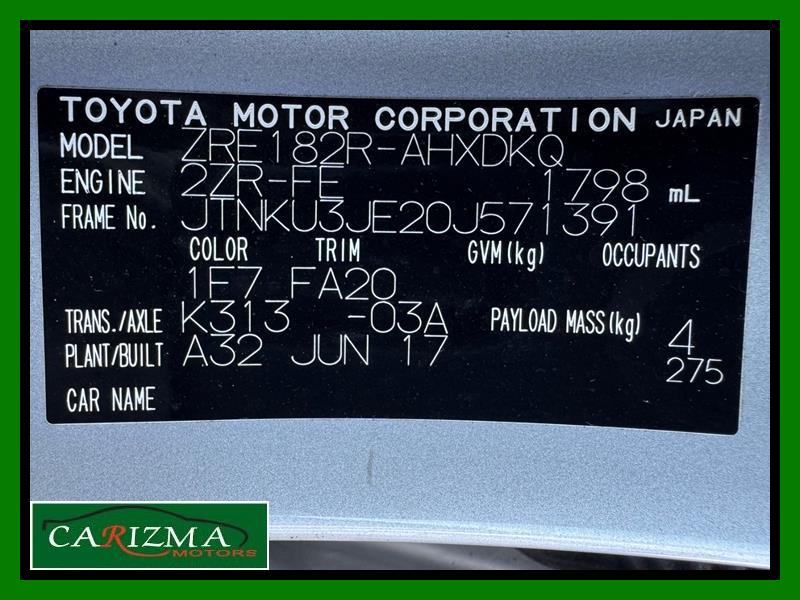 TOYOTA MOTOR CORPORATION JAPAN
MODEL ZRE182R-AHXDKQ
ENGINE 2ZR-FE 1798 mL
FRAME No. JTNKU3JE20J571391
COLOR TRIM GVM(kg) OCCUPANTS
1E7 FA20
TRANS./AXLE K313 -03A PAYLOAD MASS(kg) 4
PLANT/BUILT A32 JUN 17 275
CAR NAME
CARIZMA
MOTORS